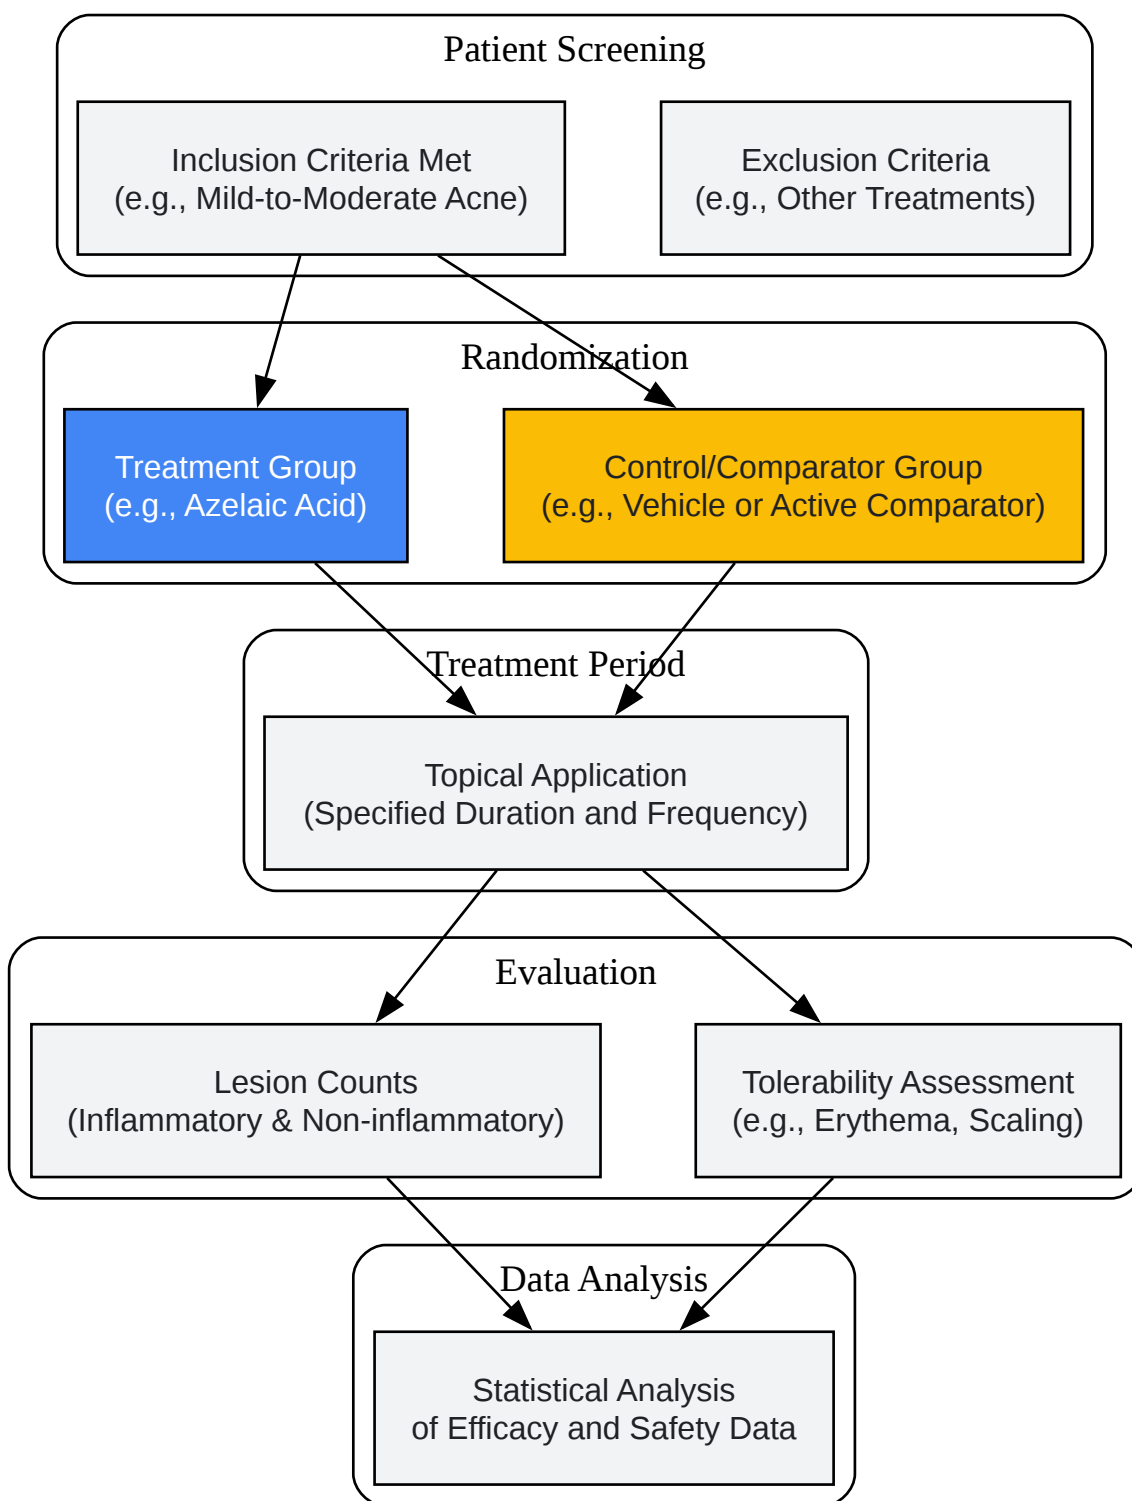 Patient Screening
Inclusion Criteria Met
(e.g., Mild-to-Moderate Acne)
Exclusion Criteria
(e.g., Other Treatments)
Randomization
Treatment Group
(e.g., Azelaic Acid)
Control/Comparator Group
(e.g., Vehicle or Active Comparator)
Treatment Period
Topical Application
(Specified Duration and Frequency)
Evaluation
Lesion Counts
(Inflammatory & Non-inflammatory)
Tolerability Assessment
(e.g., Erythema, Scaling)
Data Analysis
Statistical Analysis
of Efficacy and Safety Data